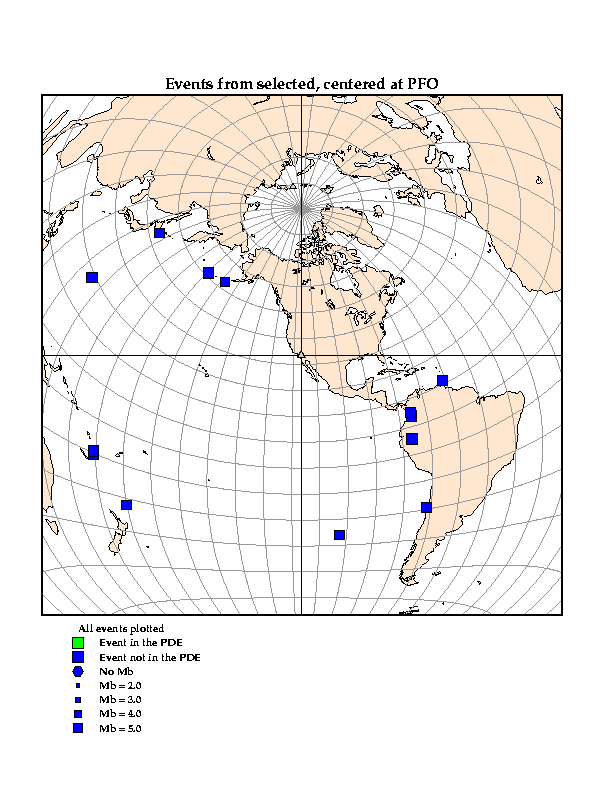 Events from selected, centered at PFO
All events plotted
Event in the PDE
Event not in the PDE
No Mb
Mb = 2.0
Mb = 3.0
Mb = 4.0
Mb = 5.0